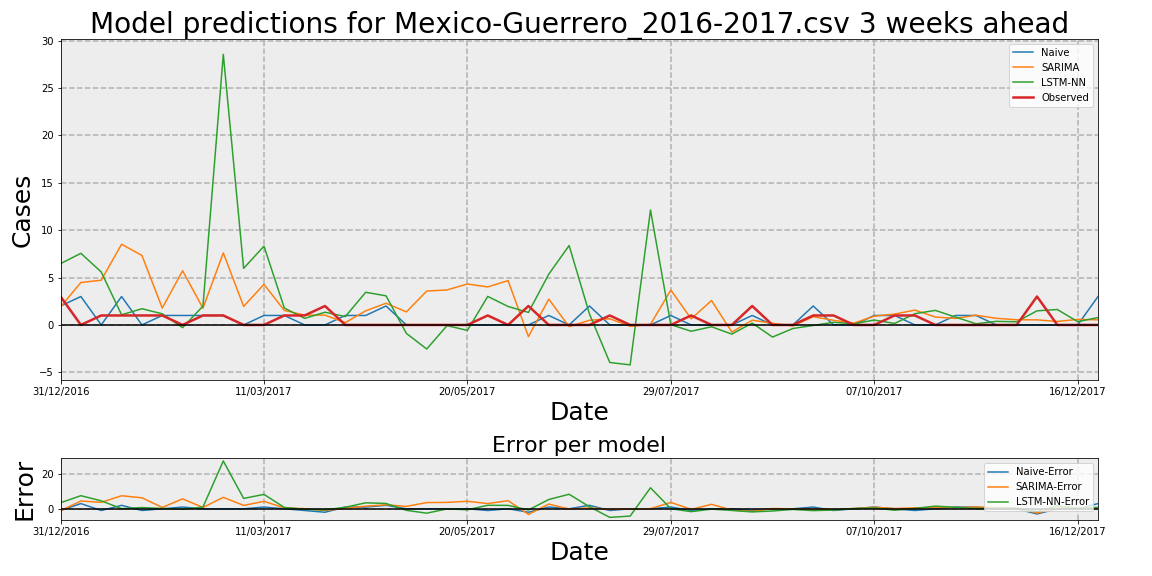 Model predictions for Mexico-Guerrero_2016-2017.csv 3 weeks ahead
Cases
30
25
20
15
10
5
0
−5
Naive
SARIMA
LSTM-NN
Observed
31/12/2016 11/03/2017 20/05/2017 29/07/2017 07/10/2017 16/12/2017
Date
Error per model
Error
20
0
Naive-Error
SARIMA-Error
LSTM-NN-Error
31/12/2016 11/03/2017 20/05/2017 29/07/2017 07/10/2017 16/12/2017
Date